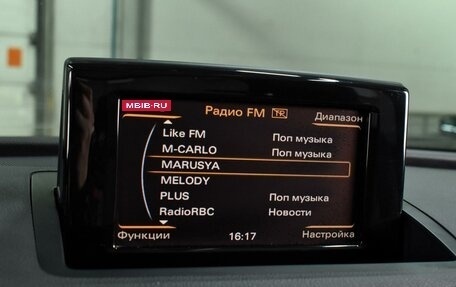 MBIB-RU
Радио FM TP
Диапазон
Like FM Поп музыка
M-CARLO Поп музыка
MARUSYA
MELODY
PLUS Поп музыка
RadioRBC Новости
Функции 16:17 Настройка